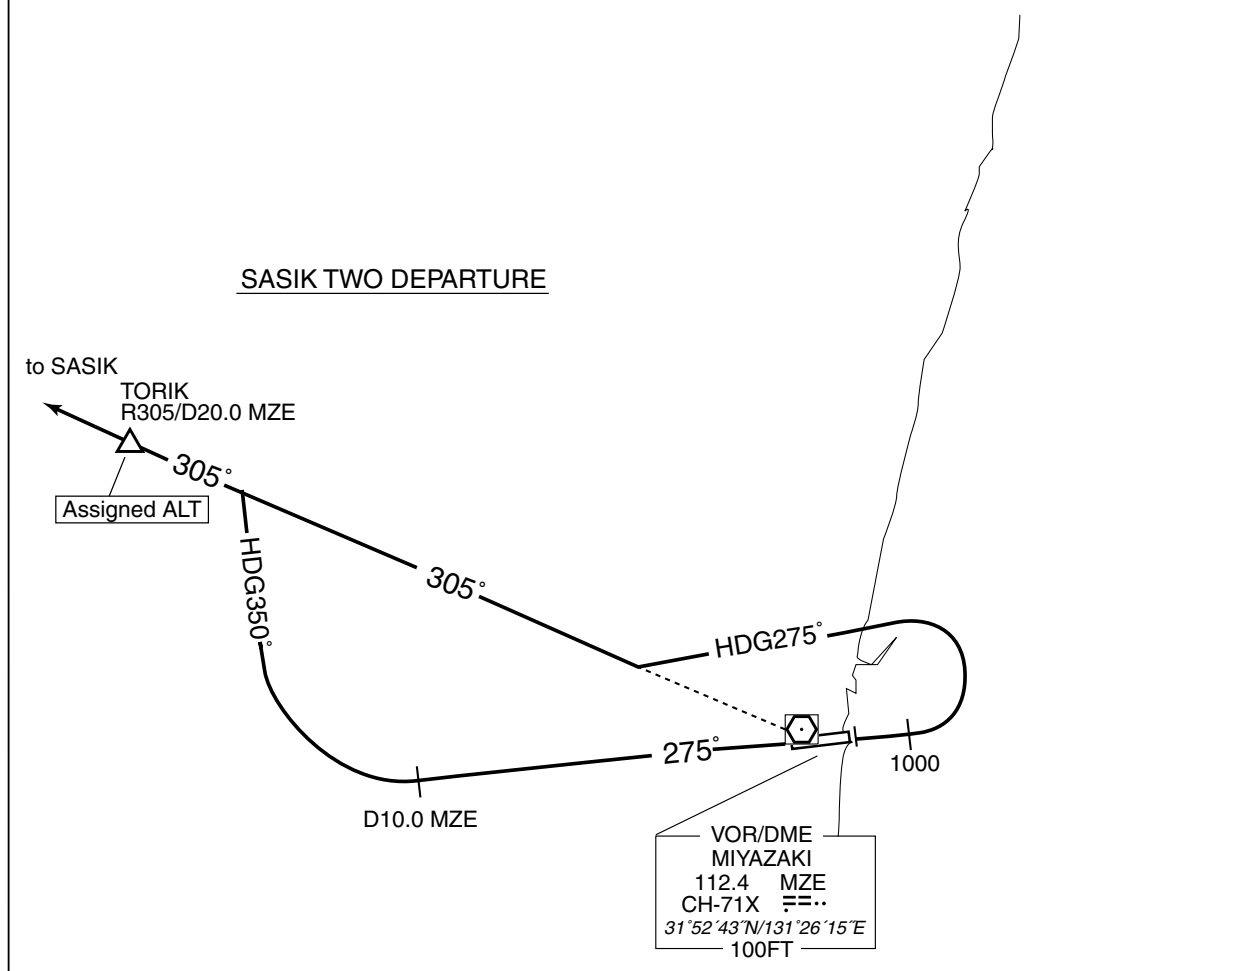 SASIK TWO DEPARTURE
to SASIK
TORIK
R305/D20.0 MZE
305°
Assigned ALT
HDG350°
305°
HDG275°
275°
1000
D10.0 MZE
VOR/DME
MIYAZAKI
112.4 MZE
CH-71X
31°52´43˝N/131°26´15˝E
100FT